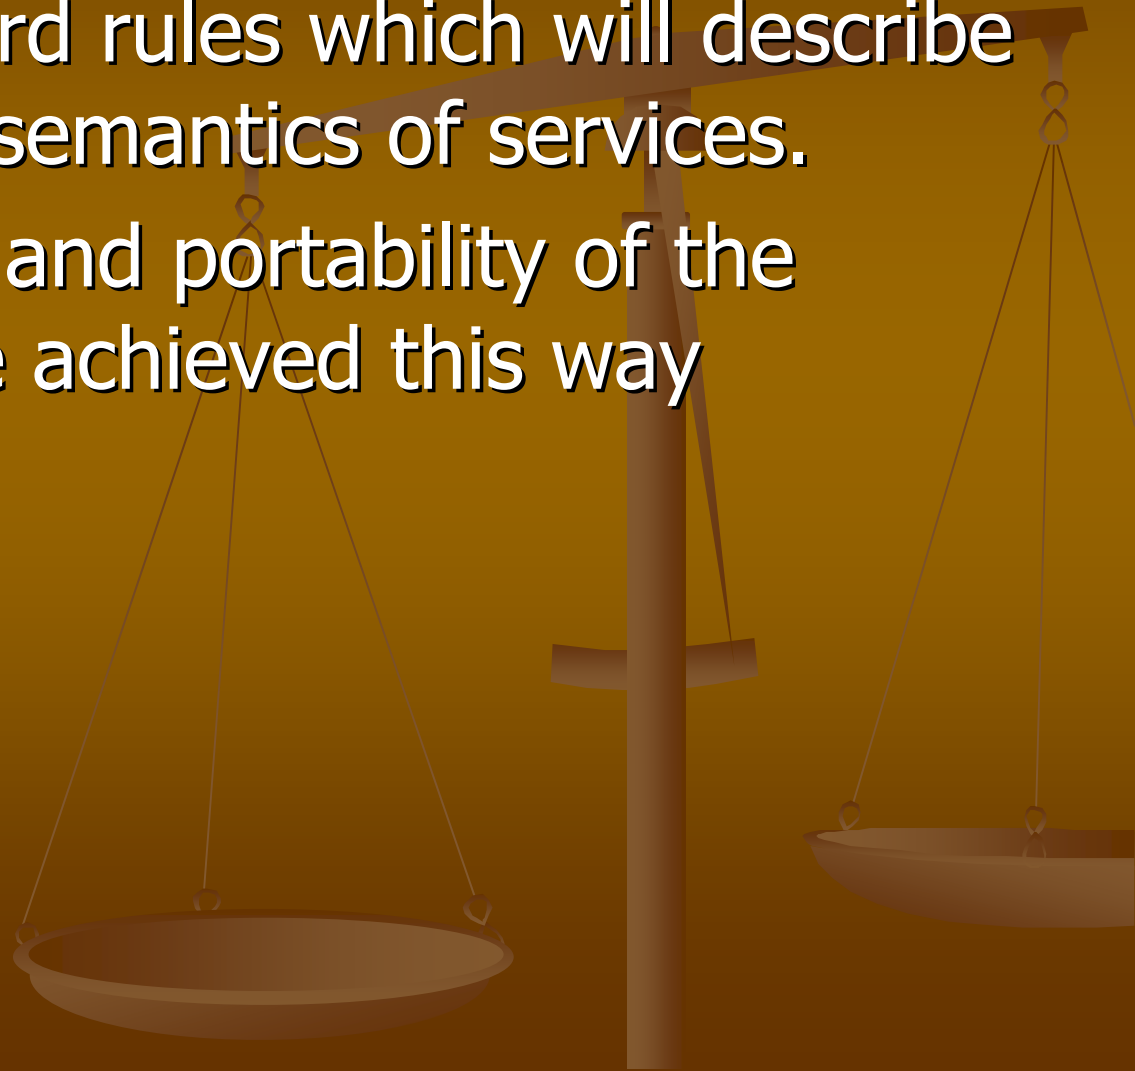 rd rules which will describe
semantics of services.
and portability of the
achieved this way